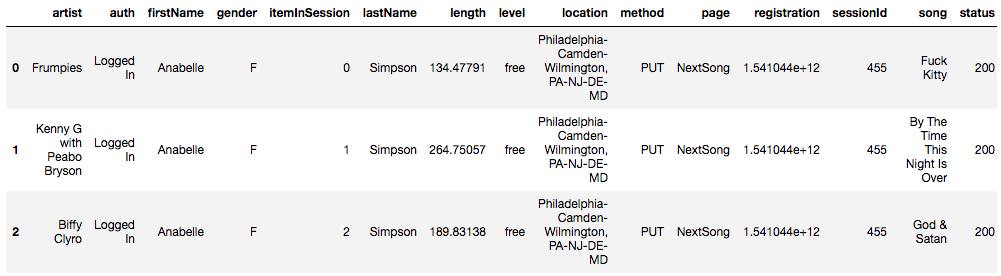 artist auth firstName gender itemInSession lastName length level location method page registration sessionId song status
0 Frumpies Logged In Anabelle F 0 Simpson 134.47791 free Philadelphia-Camden-Wilmington, PA-NJ-DE-MD PUT NextSong 1.541044e+12 455 Fuck Kitty 200
1 Kenny G with Peabo Bryson Logged In Anabelle F 1 Simpson 264.75057 free Philadelphia-Camden-Wilmington, PA-NJ-DE-MD PUT NextSong 1.541044e+12 455 By The Time This Night Is Over 200
2 Biffy Clyro Logged In Anabelle F 2 Simpson 189.83138 free Philadelphia-Camden-Wilmington, PA-NJ-DE-MD PUT NextSong 1.541044e+12 455 God & Satan 200